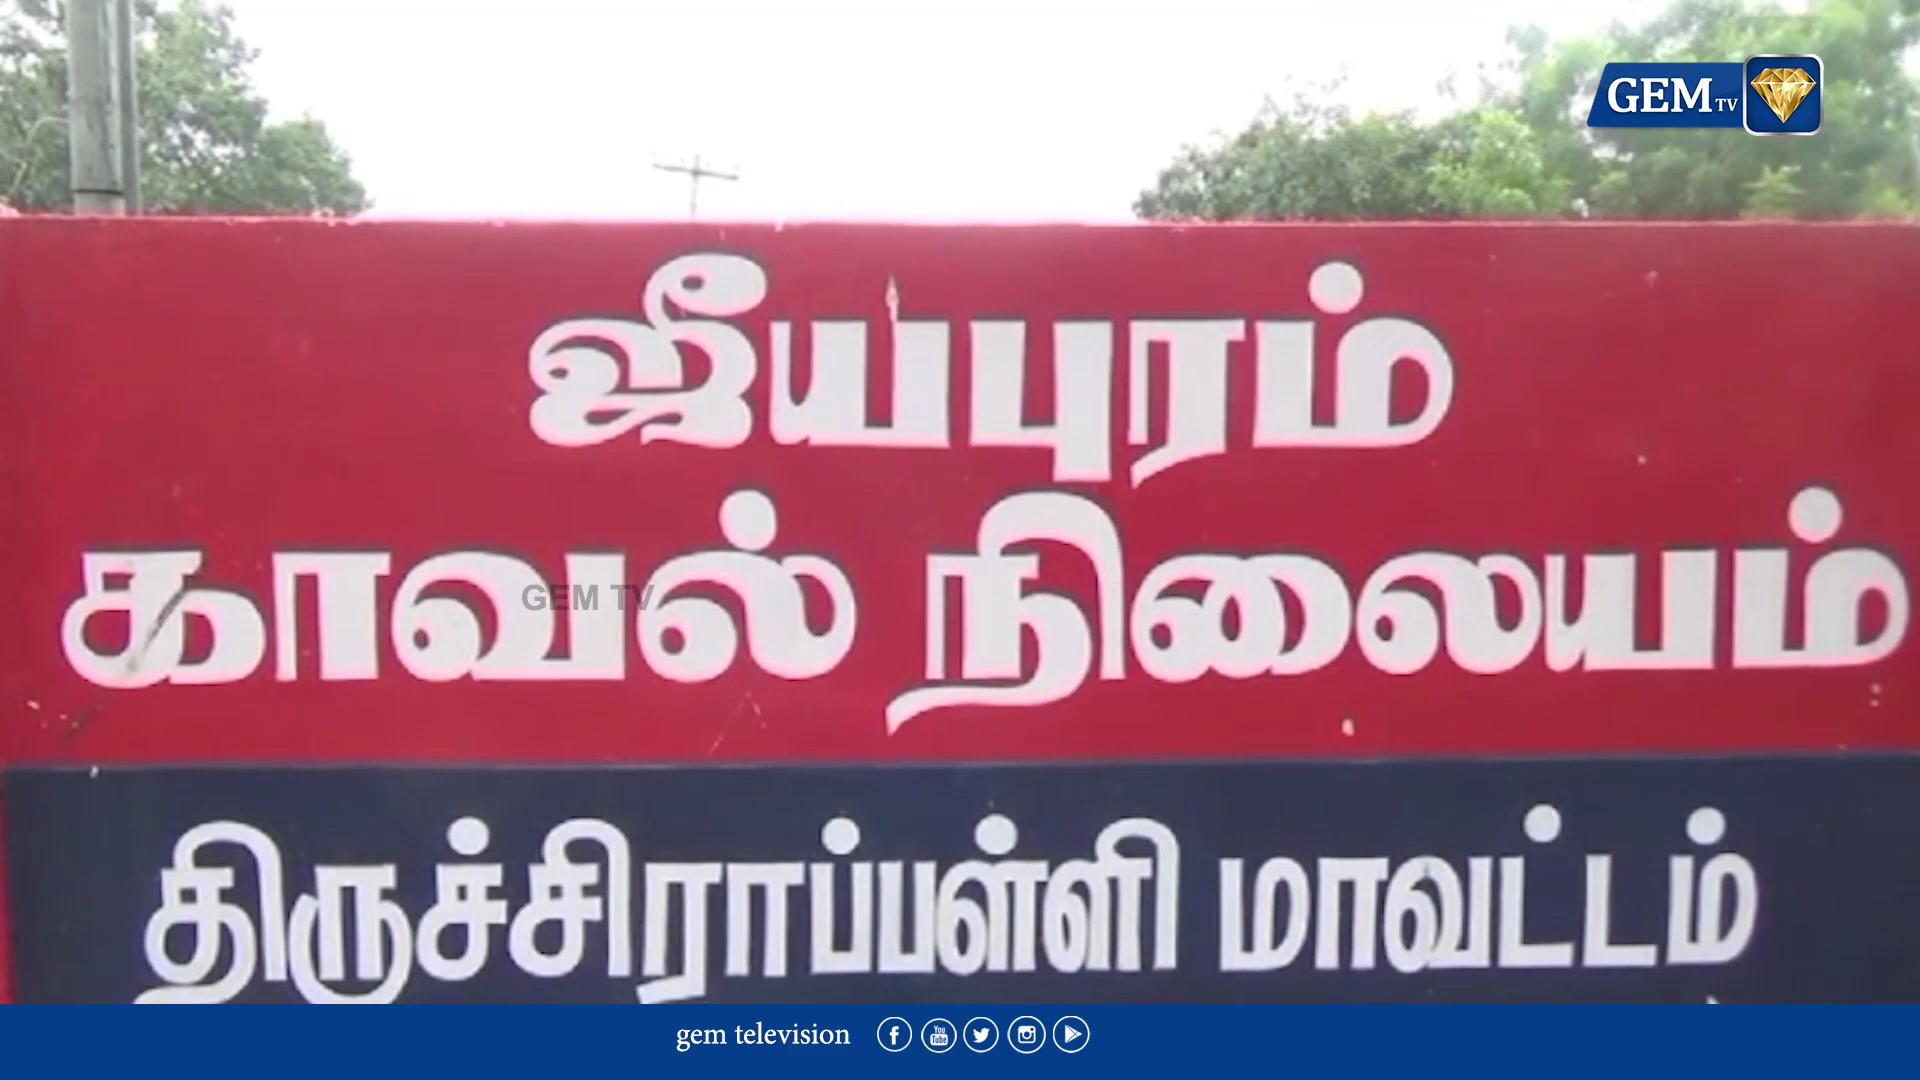 GEM TV
ஜீயபுரம்
காவல் நிலையம்
GEM TV
திருச்சிராப்பள்ளி மாவட்டம்
gem television